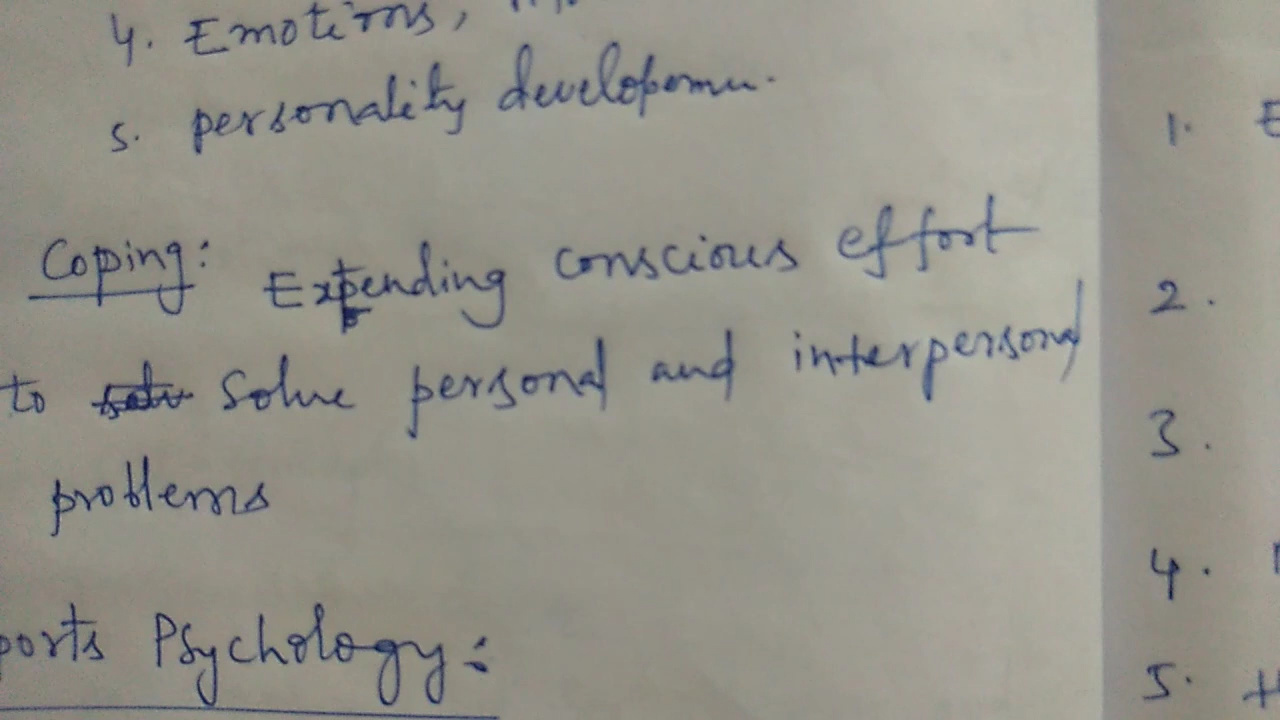 4. Emotions,
5. personality developemu.
Coping: Expending conscious effort
to solve personal and interpersonal
problems
ports Psychology:
1. E
2.
3.
4.
5. H